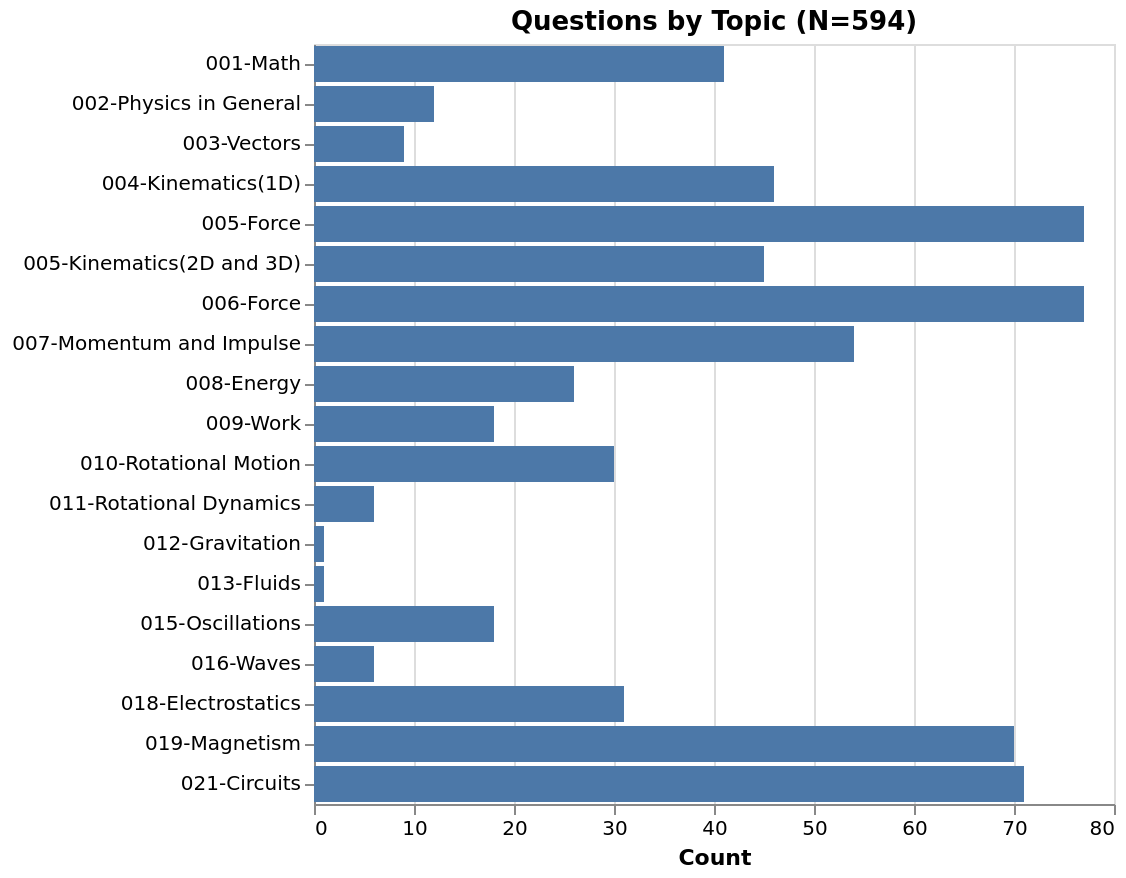 Questions by Topic (N=594)
001-Math
002-Physics in General
003-Vectors
004-Kinematics(1D)
005-Force
005-Kinematics(2D and 3D)
006-Force
007-Momentum and Impulse
008-Energy
009-Work
010-Rotational Motion
011-Rotational Dynamics
012-Gravitation
013-Fluids
015-Oscillations
016-Waves
018-Electrostatics
019-Magnetism
021-Circuits
0 10 20 30 40 50 60 70 80
Count